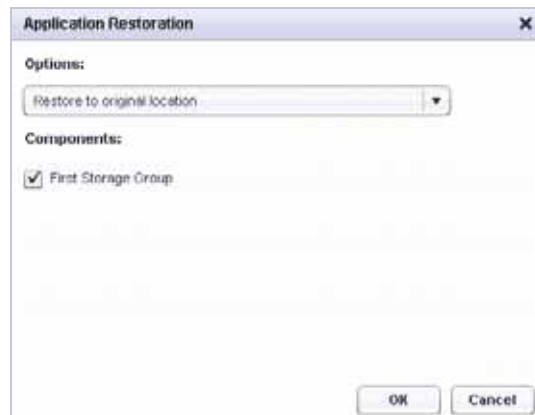 Application Restoration
Options:
Restore to original location
Components:
First Storage Group
OK Cancel